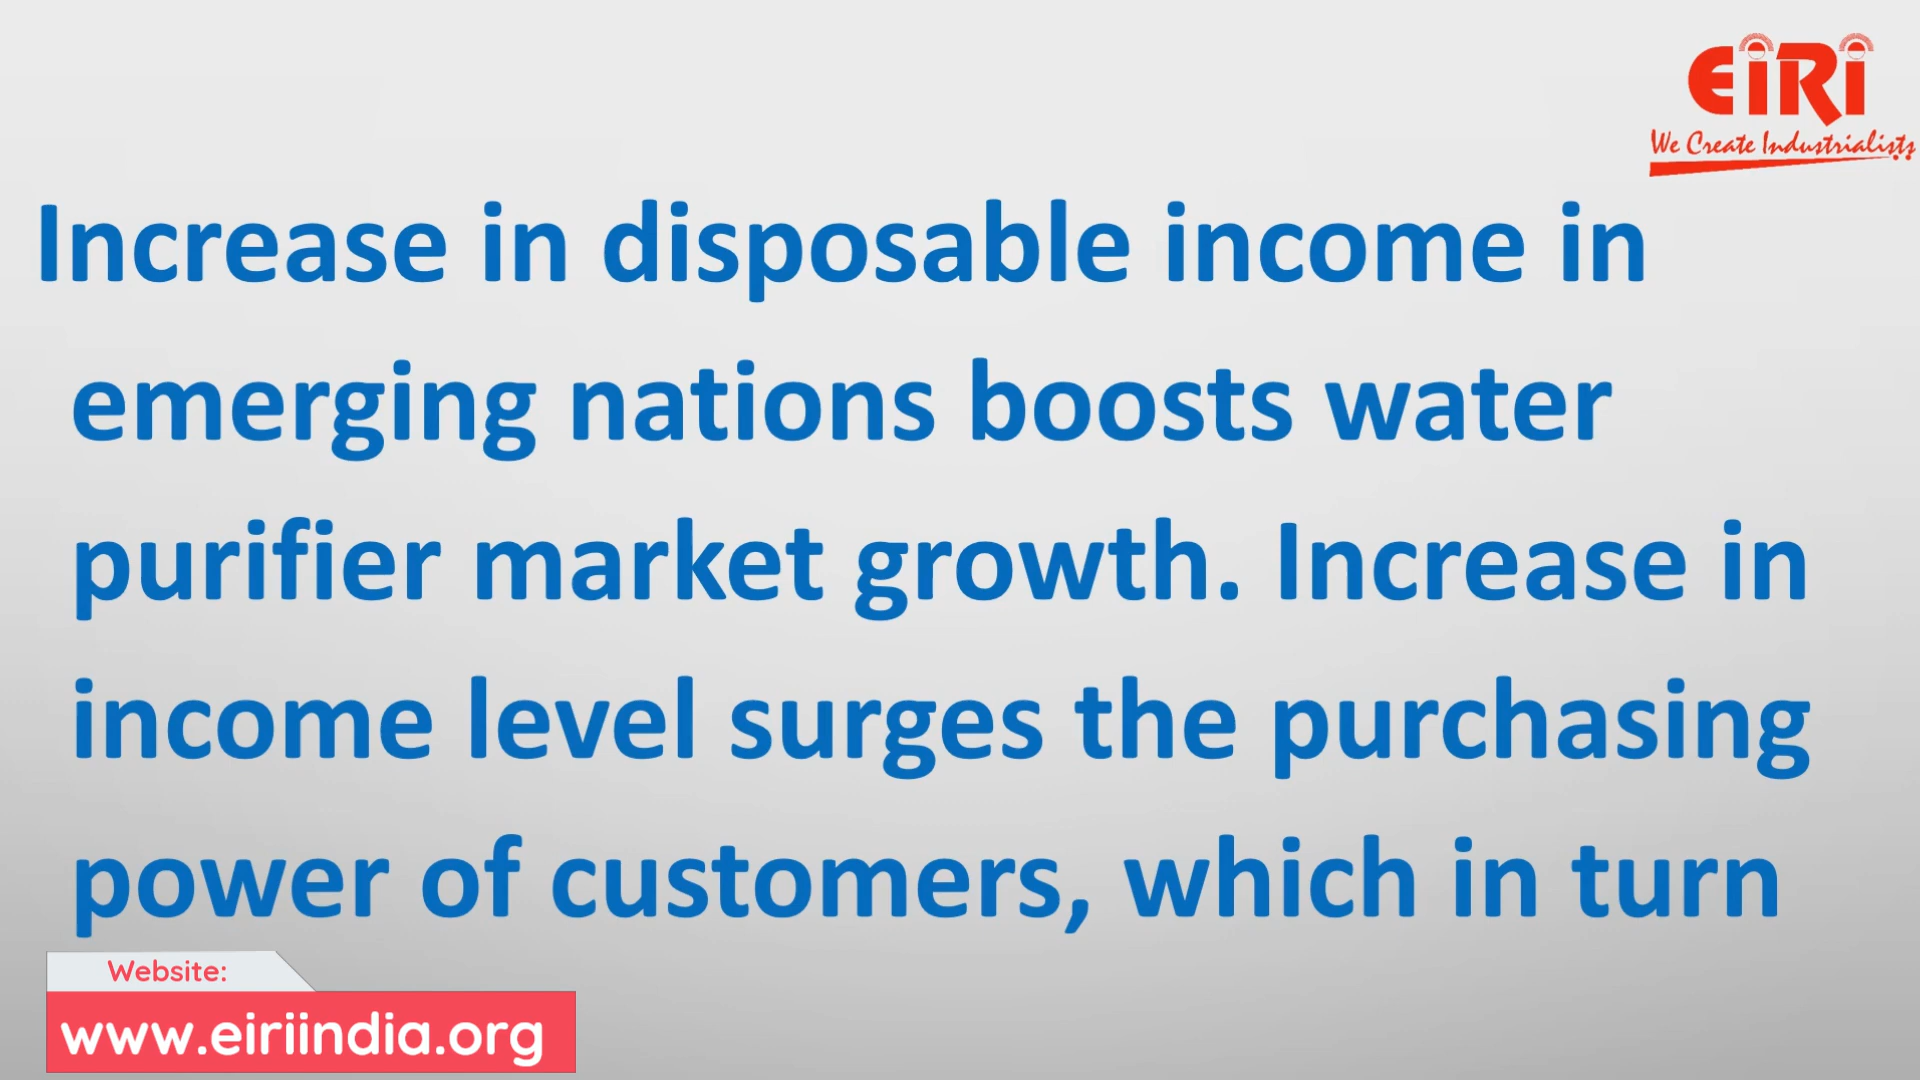 EiRi
We Create Industrialists
Increase in disposable income in
emerging nations boosts water
purifier market growth. Increase in
income level surges the purchasing
power of customers, which in turn
Website:
www.eiriindia.org